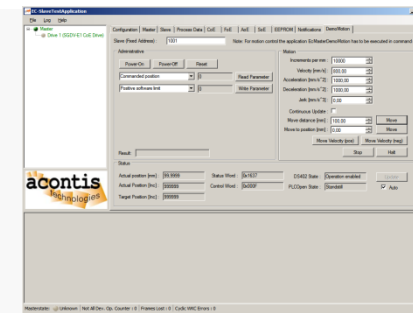 EC-SlaveTestApplication
File Log Help
Master
Drive 1 (SGDV-E1 CoE Drive)
Configuration Master Slave Process Data CoE FoE AoE SoE EEPROM Notifications DemoMotion
Slave (Fixed Address): 1001
Note: For motion control the application EcMasterDemoMotion has to be executed in command
Administrative
Power-On Power-Off Reset
Commanded position 0 Read Parameter
Positive software limit 0 Write Parameter
Result:
Motion
Increments per mm: 10000
Velocity [mm/s]: 800.00
Acceleration [mm/s^2]: 1000.00
Deceleration [mm/s^2]: 1000.00
Jerk [mm/s^3]: 0.00
Continuous Update:
Move distance [mm]: 100.00 Move
Move to position [mm]: 0.00 Move
Move Velocity (pos) Move Velocity (neg)
Stop Halt
Status
Actual position [mm]: 99.9999 Status Word: 0x1637 DS402 State: Operation enabled Update
Actual Position [inc]: 999999 Control Word: 0x000F PLCOpen State: Standstill Auto
Target Position [inc]: 999999
acontis
technologies
Masterstate: Unknown Not All Dev. Op. Counter: 0 Frames Lost: 0 Cyclic WKC Errors: 0